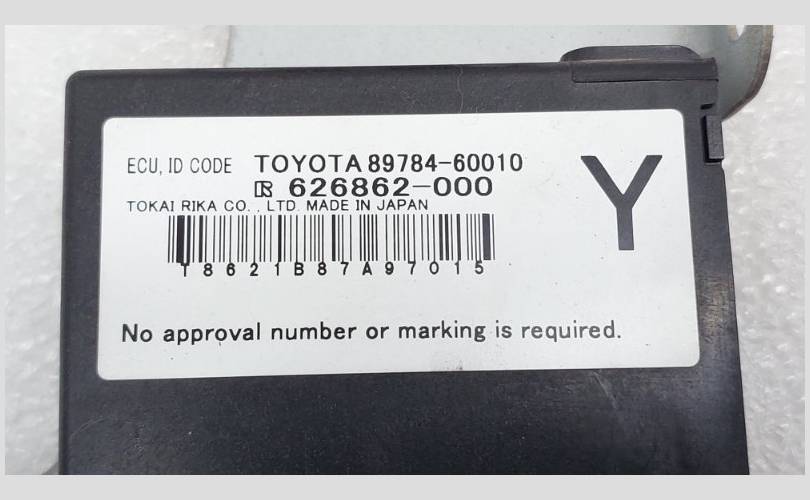 ECU, ID CODE TOYOTA 89784-60010
626862-000
TOKAI RIKA CO., LTD. MADE IN JAPAN
Y
T8621B87A97015
No approval number or marking is required.